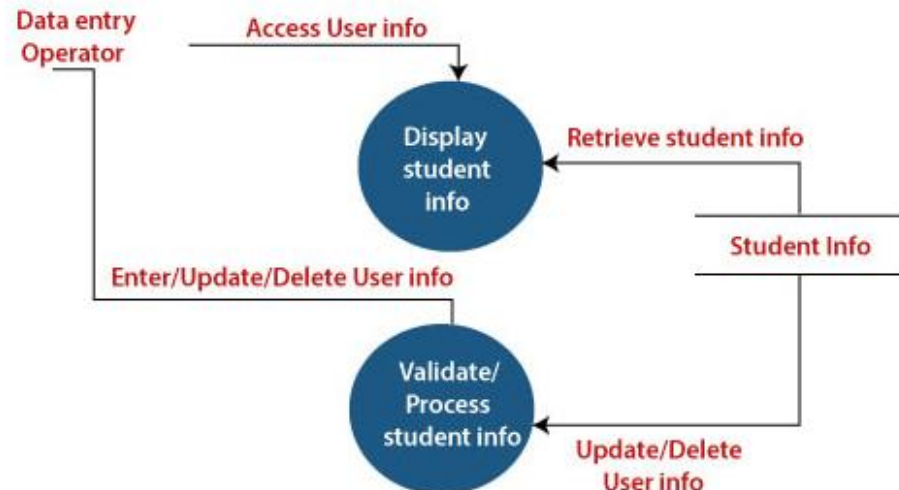 Data entry
Operator
Access User info
Display
student
info
Retrieve student info
Student Info
Enter/Update/Delete User info
Validate/
Process
student info
Update/Delete
User info